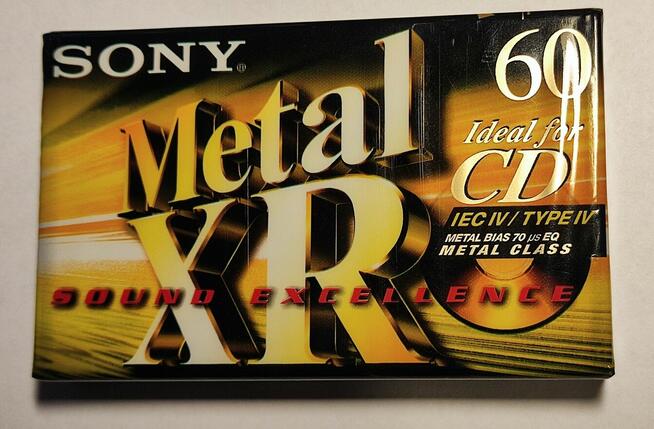 SONY®
60
Metal
Ideal for
CD
XR
IEC IV / TYPE IV
METAL BIAS 70 µs EQ
METAL CLASS
SOUND EXCELLENCE